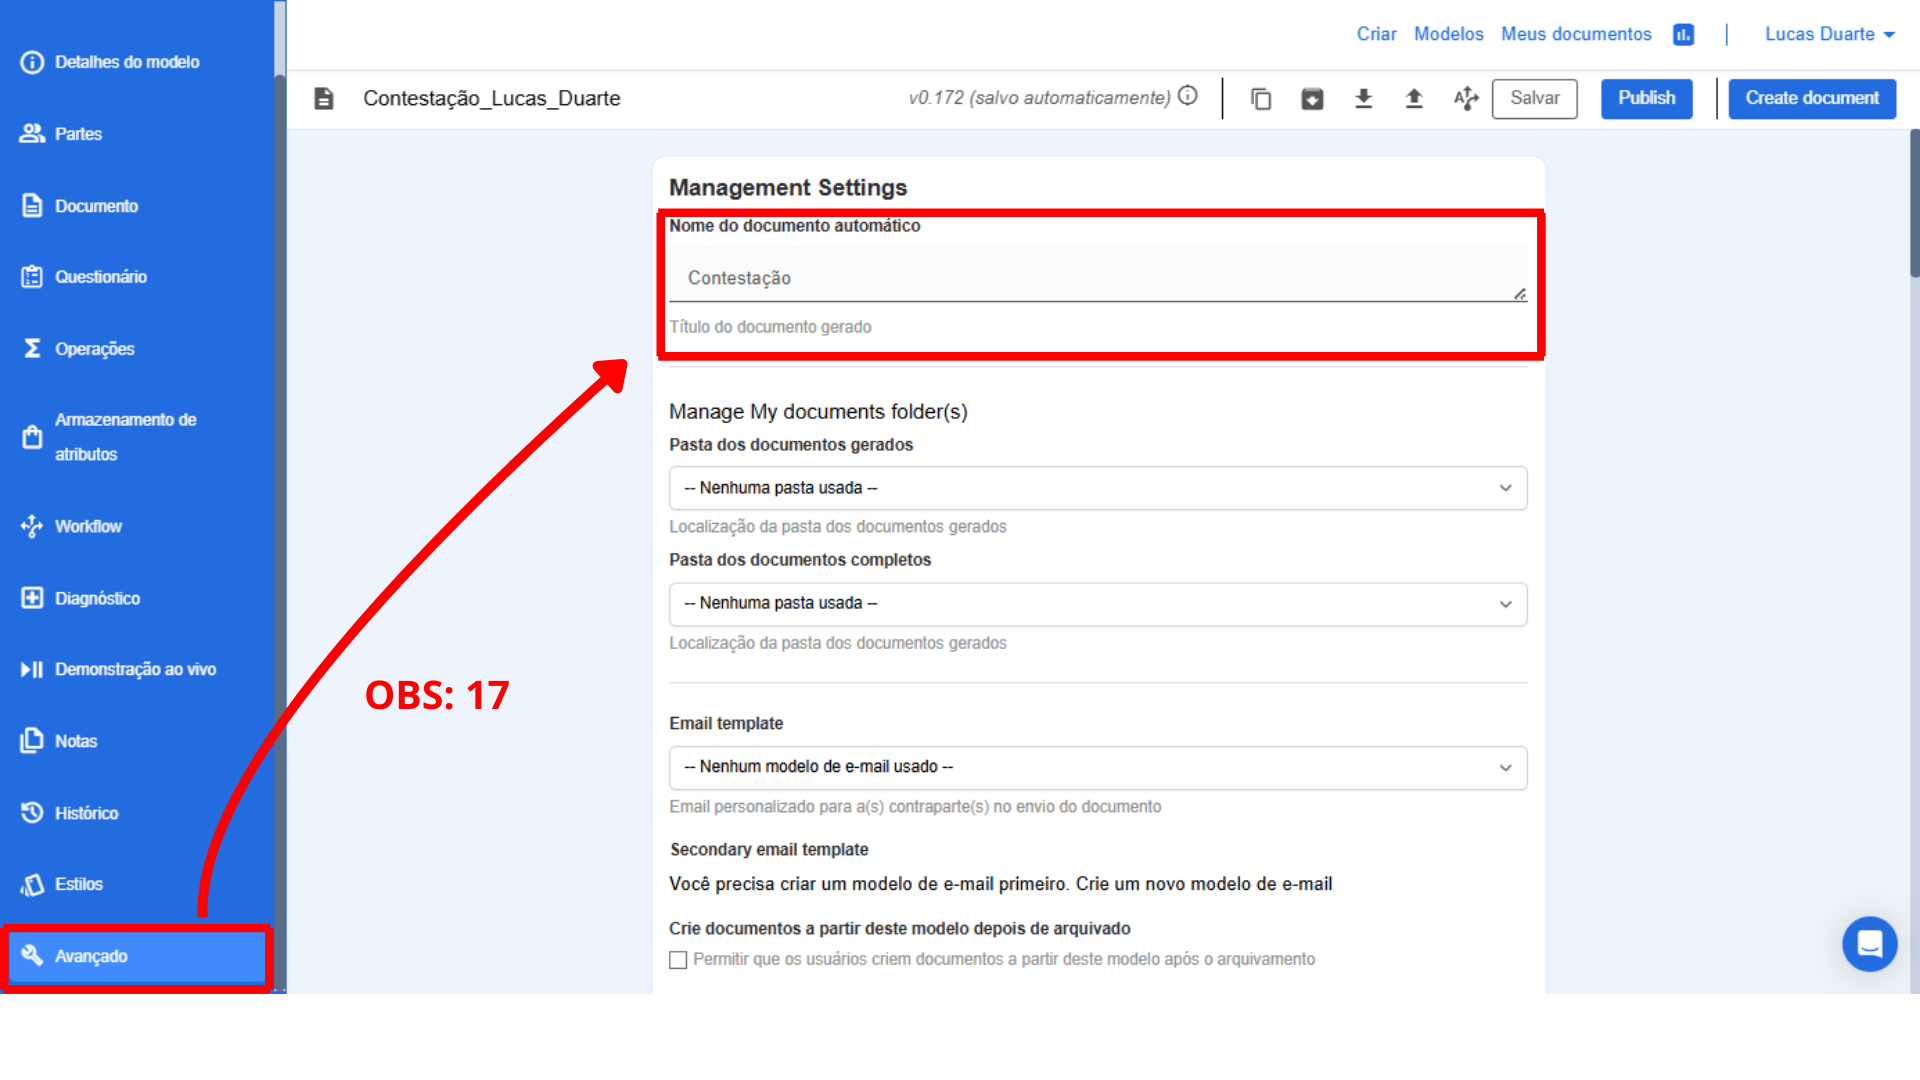 Detalhes do modelo
Partes
Documento
Questionário
Operações
Armazenamento de
atributos
Workflow
Diagnóstico
Demonstração ao vivo
Notas
Histórico
Estilos
Avançado
Criar Modelos Meus documentos Lucas Duarte
Contestação_Lucas_Duarte v0.172 (salvo automaticamente) Salvar Publish Create document
Management Settings
Nome do documento automático
Contestação
Título do documento gerado
Manage My documents folder(s)
Pasta dos documentos gerados
-- Nenhuma pasta usada --
Localização da pasta dos documentos gerados
Pasta dos documentos completos
-- Nenhuma pasta usada --
Localização da pasta dos documentos gerados
OBS: 17
Email template
-- Nenhum modelo de e-mail usado --
Email personalizado para a(s) contraparte(s) no envio do documento
Secondary email template
Você precisa criar um modelo de e-mail primeiro. Crie um novo modelo de e-mail
Crie documentos a partir deste modelo depois de arquivado
Permitir que os usuários criem documentos a partir deste modelo após o arquivamento